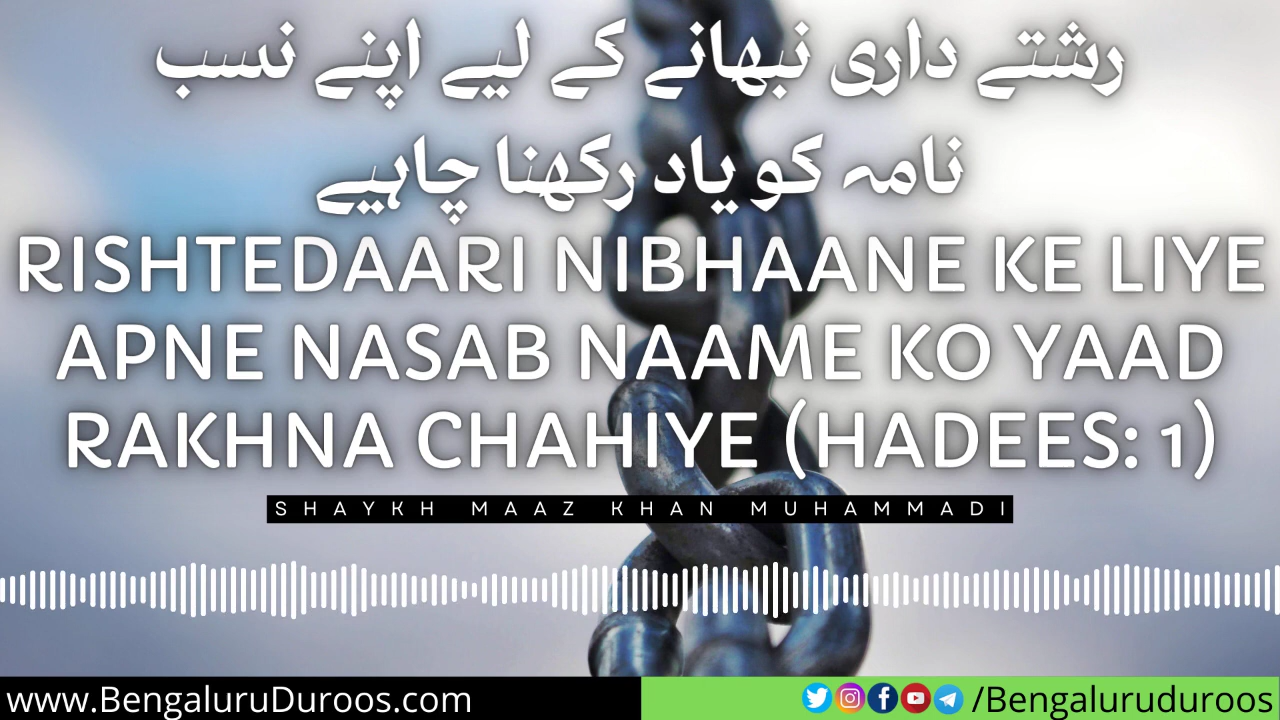 رشتے داری نبھانے کے لیے اپنے نسب
نامہ کو یاد رکھنا چاہیے
RISHTEDAARI NIBHAANE KE LIYE
APNE NASAB NAAME KO YAAD
RAKHNA CHAHIYE (HADEES: 1)
SHAYKH MAAZ KHAN MUHAMMADI
www.BengaluruDuroos.com
/Bengaluruduroos